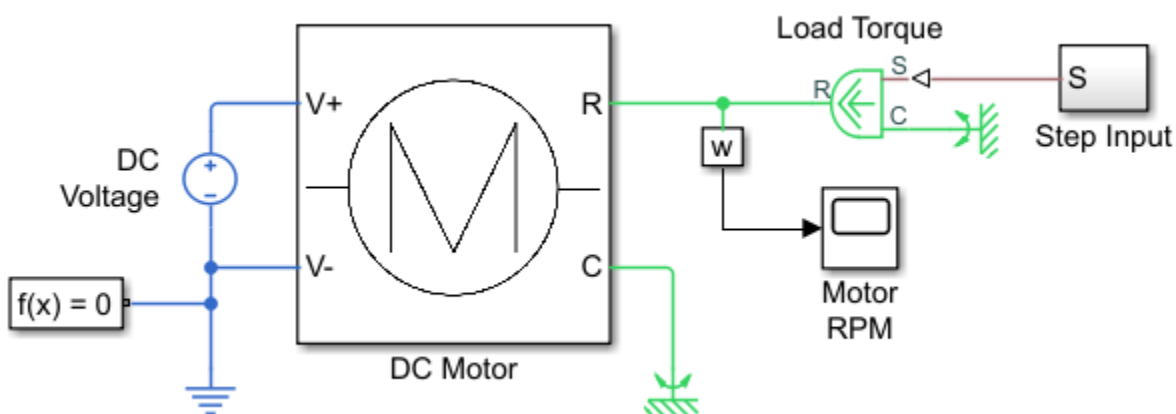 Load Torque
S
R
C
S
Step Input
V+
R
DC
Voltage
w
V-
C
f(x) = 0
Motor
RPM
DC Motor